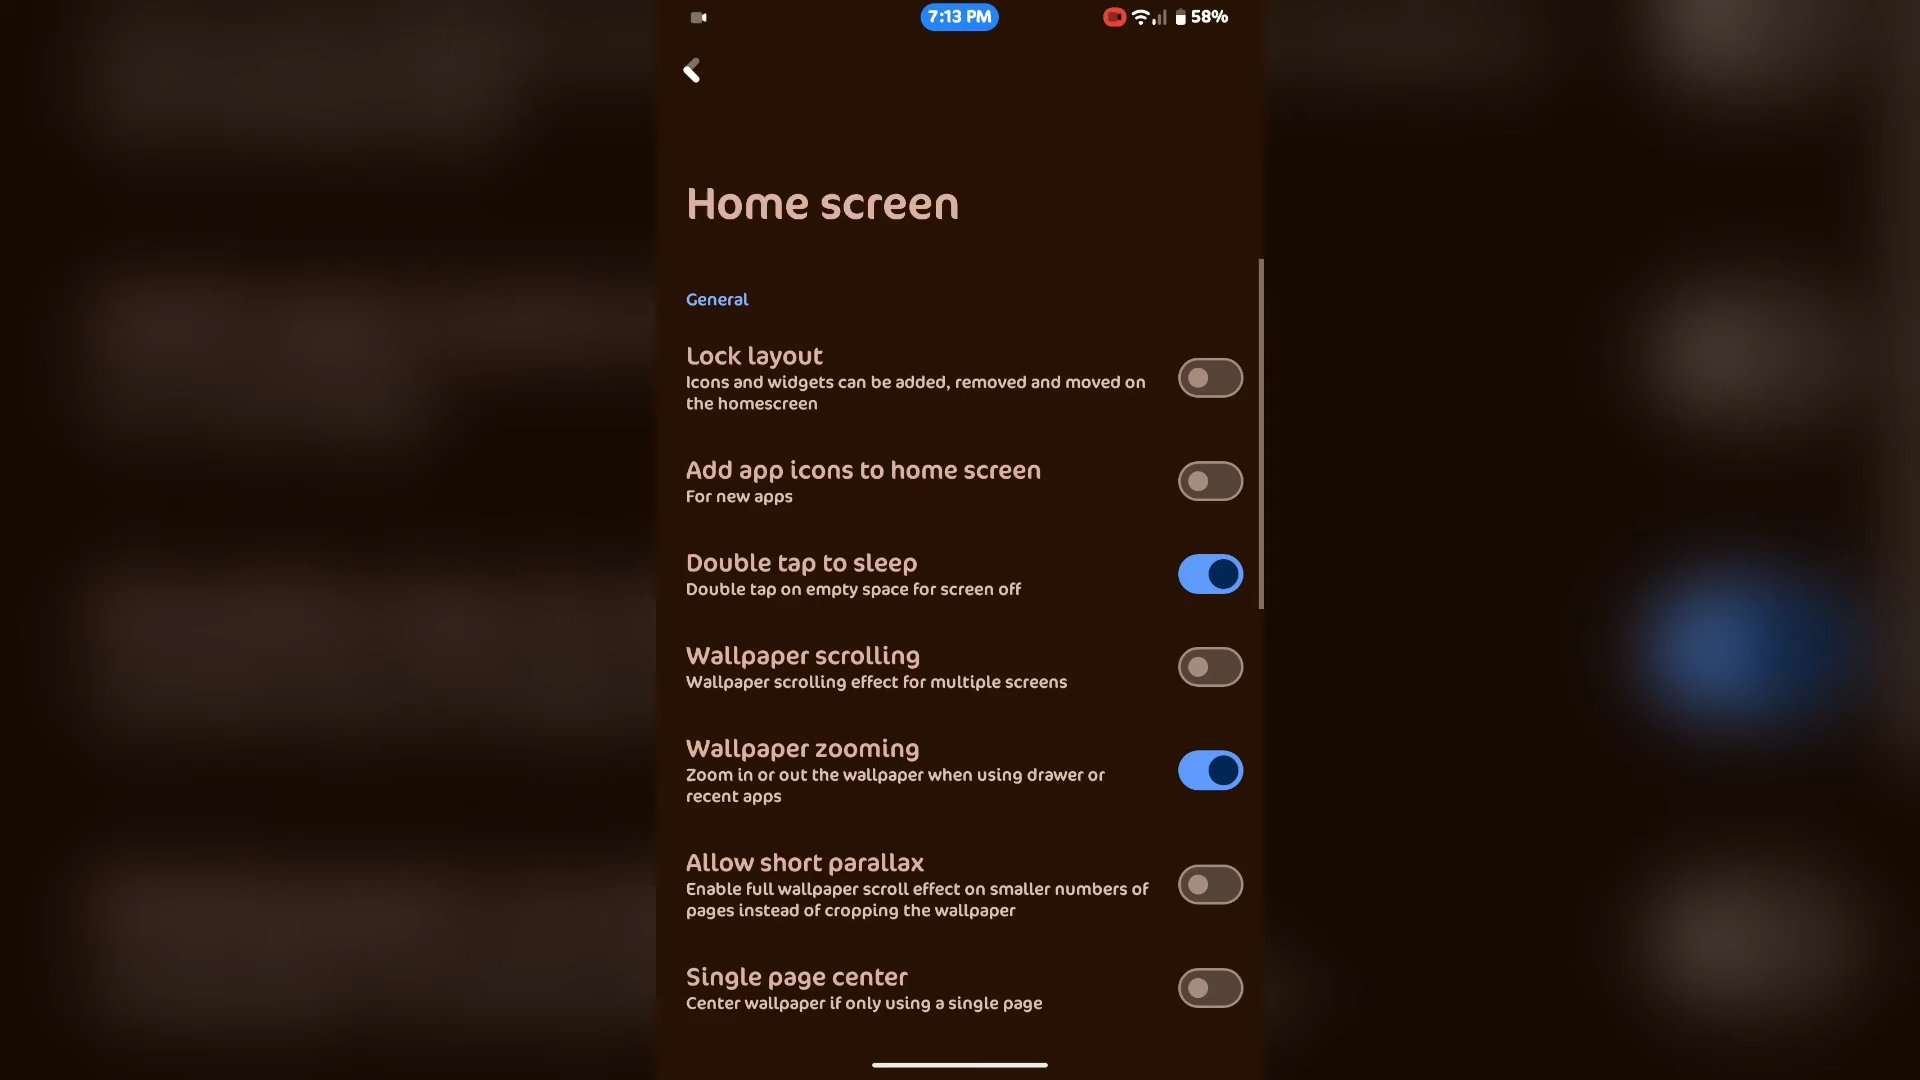 7:13 PM
58%
Home screen
General
Lock layout
Icons and widgets can be added, removed and moved on
the homescreen
Add app icons to home screen
For new apps
Double tap to sleep
Double tap on empty space for screen off
Wallpaper scrolling
Wallpaper scrolling effect for multiple screens
Wallpaper zooming
Zoom in or out the wallpaper when using drawer or
recent apps
Allow short parallax
Enable full wallpaper scroll effect on smaller numbers of
pages instead of cropping the wallpaper
Single page center
Center wallpaper if only using a single page